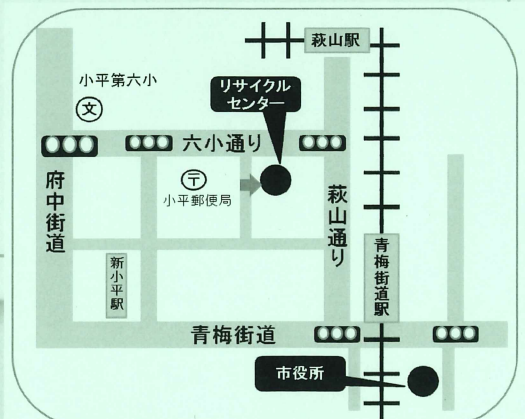 萩山駅
小平第六小
文
リサイクル
センター
六小通り
〒
小平郵便局
府中街道
萩山通り
新小平駅
青梅街道駅
青梅街道
市役所